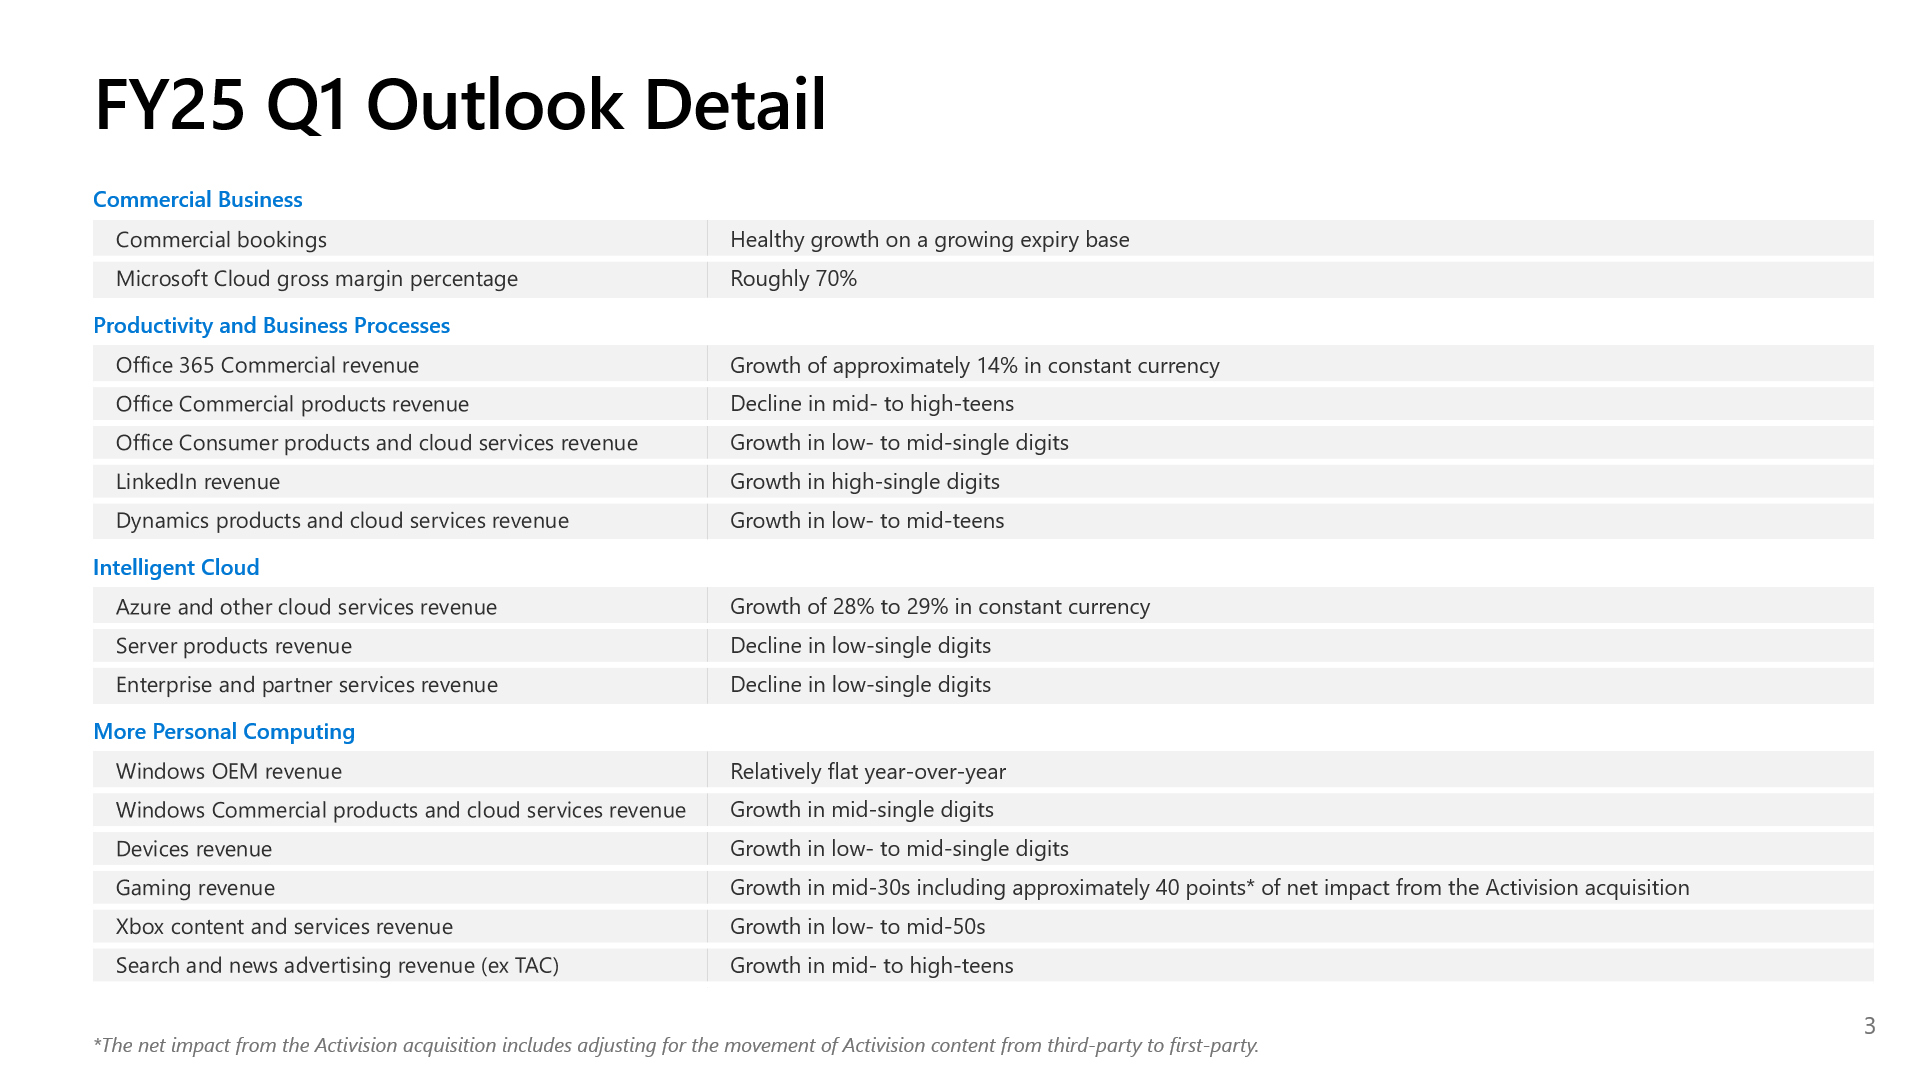 FY25 Q1 Outlook Detail
Commercial Business
Commercial bookings Healthy growth on a growing expiry base
Microsoft Cloud gross margin percentage Roughly 70%
Productivity and Business Processes
Office 365 Commercial revenue Growth of approximately 14% in constant currency
Office Commercial products revenue Decline in mid- to high-teens
Office Consumer products and cloud services revenue Growth in low- to mid-single digits
LinkedIn revenue Growth in high-single digits
Dynamics products and cloud services revenue Growth in low- to mid-teens
Intelligent Cloud
Azure and other cloud services revenue Growth of 28% to 29% in constant currency
Server products revenue Decline in low-single digits
Enterprise and partner services revenue Decline in low-single digits
More Personal Computing
Windows OEM revenue Relatively flat year-over-year
Windows Commercial products and cloud services revenue Growth in mid-single digits
Devices revenue Growth in low- to mid-single digits
Gaming revenue Growth in mid-30s including approximately 40 points* of net impact from the Activision acquisition
Xbox content and services revenue Growth in low- to mid-50s
Search and news advertising revenue (ex TAC) Growth in mid- to high-teens
3
*The net impact from the Activision acquisition includes adjusting for the movement of Activision content from third-party to first-party.